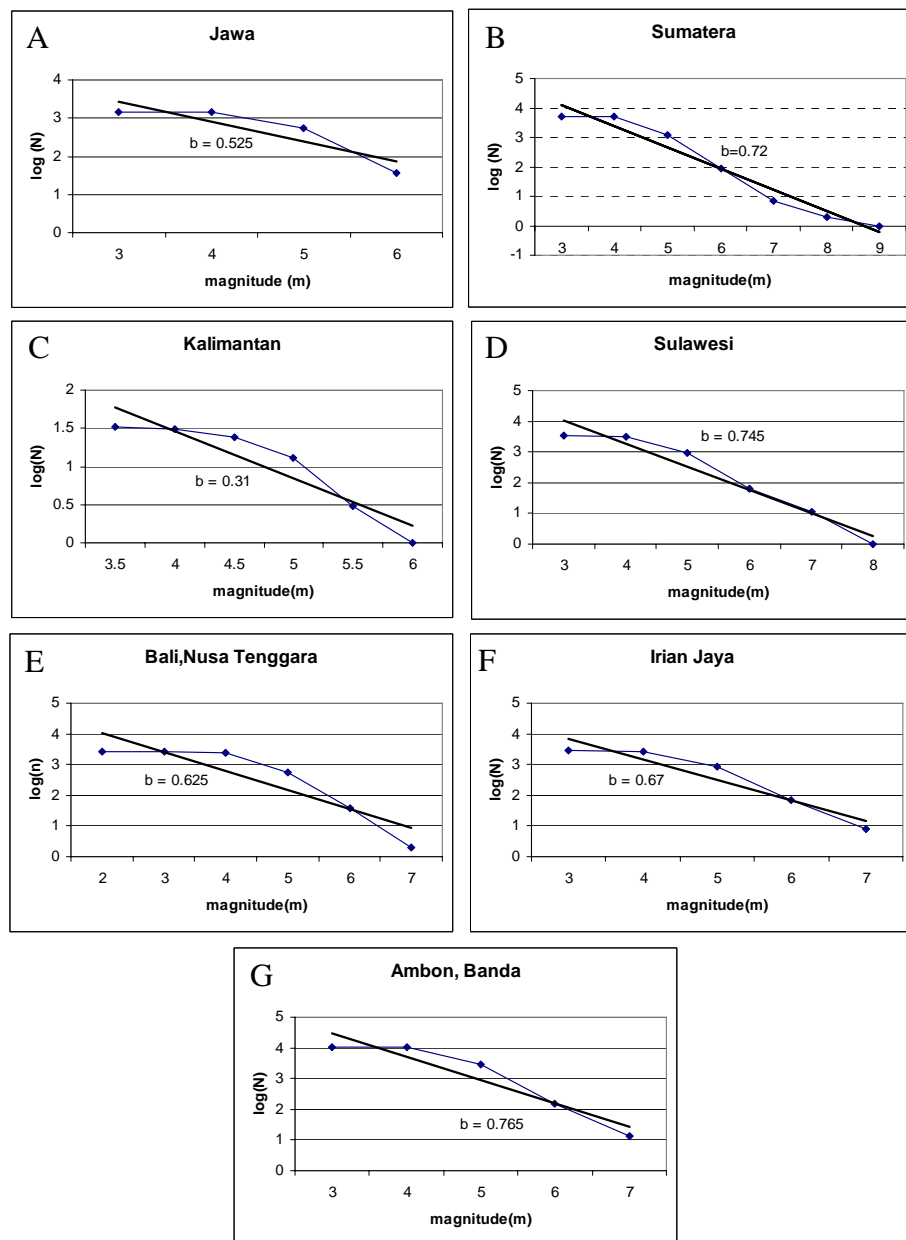 A
Jawa
log (N)
4
3
2
1
0
b = 0.525
3 4 5 6
magnitude (m)
B
Sumatera
log (N)
5
4
3
2
1
0
-1
b=0.72
3 4 5 6 7 8 9
magnitude(m)
C
Kalimantan
log(N)
2
1.5
1
0.5
0
b = 0.31
3.5 4 4.5 5 5.5 6
magnitude(m)
D
Sulawesi
log(N)
5
4
3
2
1
0
b = 0.745
3 4 5 6 7 8
magnitude(m)
E
Bali,Nusa Tenggara
log(n)
5
4
3
2
1
0
b = 0.625
2 3 4 5 6 7
magnitude(m)
F
Irian Jaya
log(N)
5
4
3
2
1
0
b = 0.67
3 4 5 6 7
magnitude(m)
G
Ambon, Banda
log(N)
5
4
3
2
1
0
b = 0.765
3 4 5 6 7
magnitude(m)